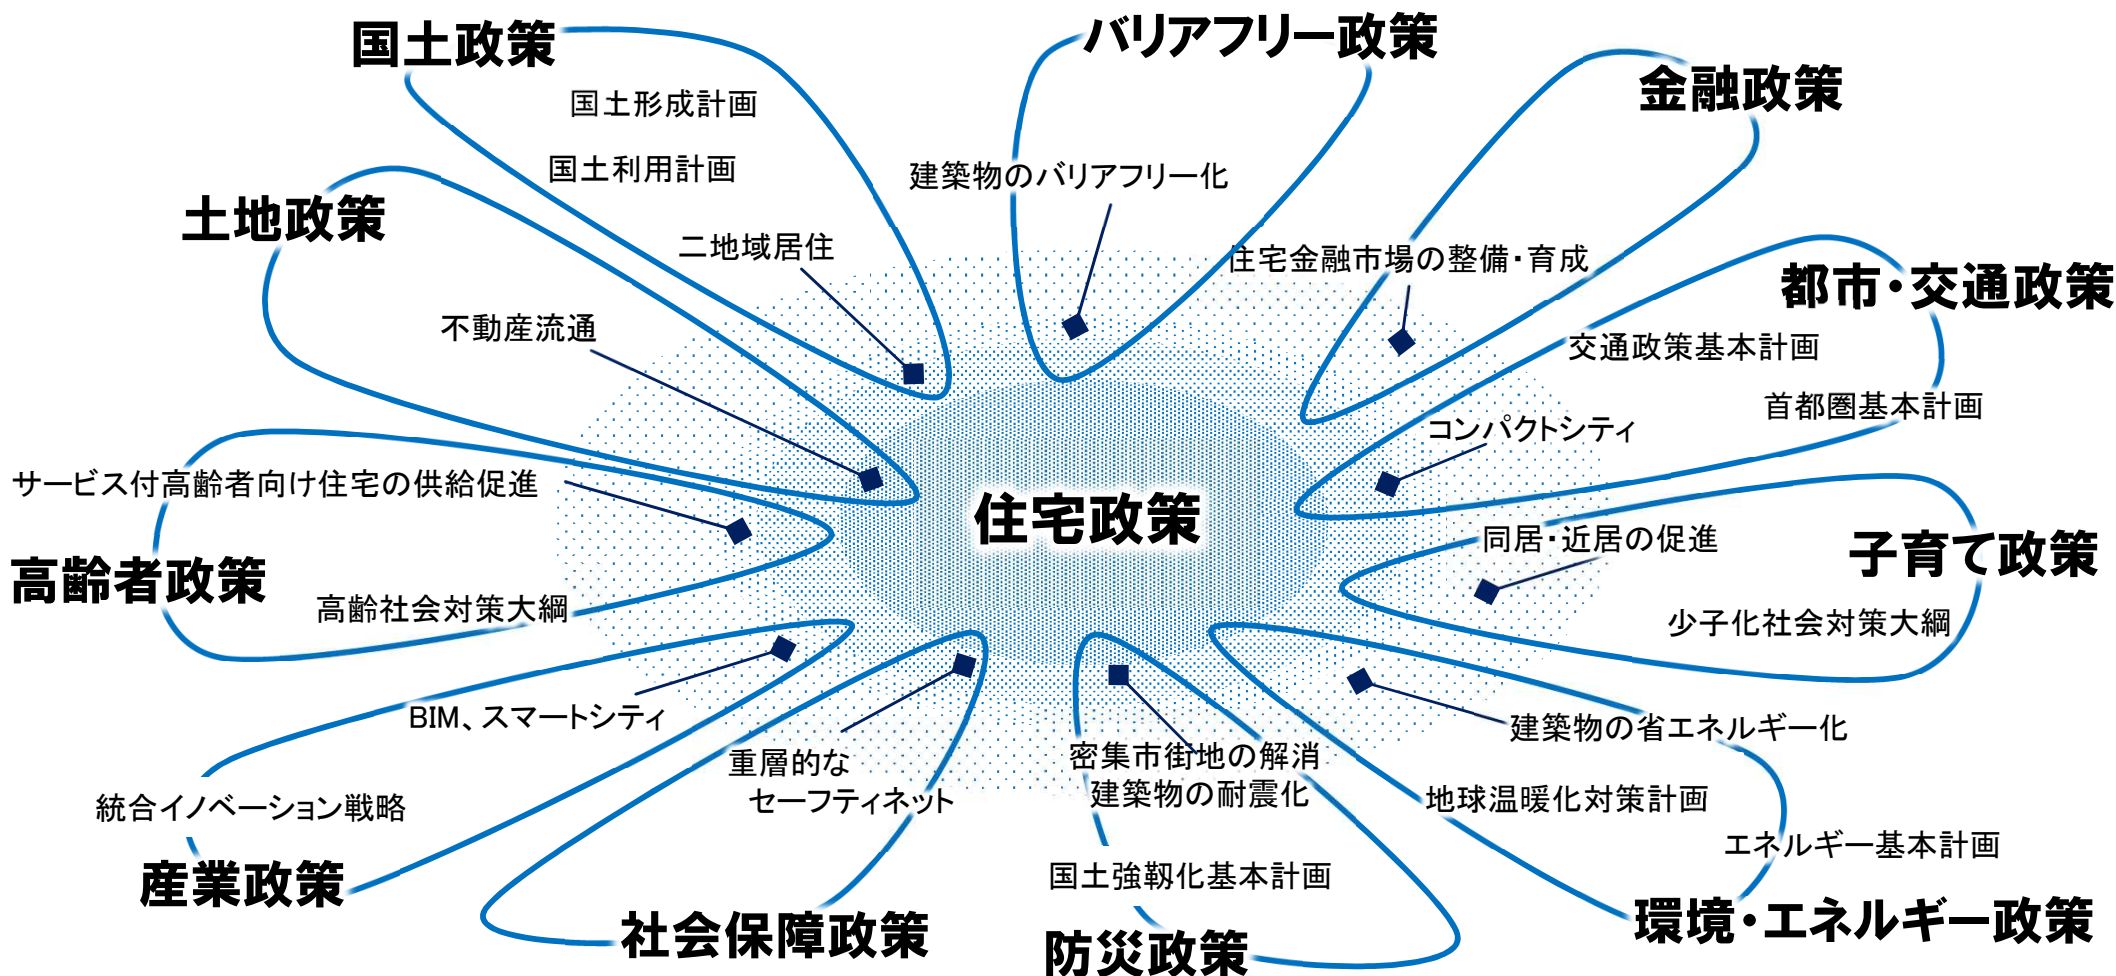 バリアフリー政策
国土政策
金融政策
国土形成計画
国土利用計画
建築物のバリアフリー化
土地政策
二地域居住
住宅金融市場の整備・育成
都市・交通政策
不動産流通
交通政策基本計画
首都圏基本計画
コンパクトシティ
サービス付高齢者向け住宅の供給促進
住宅政策
同居・近居の促進
子育て政策
高齢者政策
高齢社会対策大綱
少子化社会対策大綱
BIM、スマートシティ
建築物の省エネルギー化
重層的な
セーフティネット
密集市街地の解消
建築物の耐震化
統合イノベーション戦略
地球温暖化対策計画
エネルギー基本計画
産業政策
国土強靱化基本計画
社会保障政策
環境・エネルギー政策
防災政策